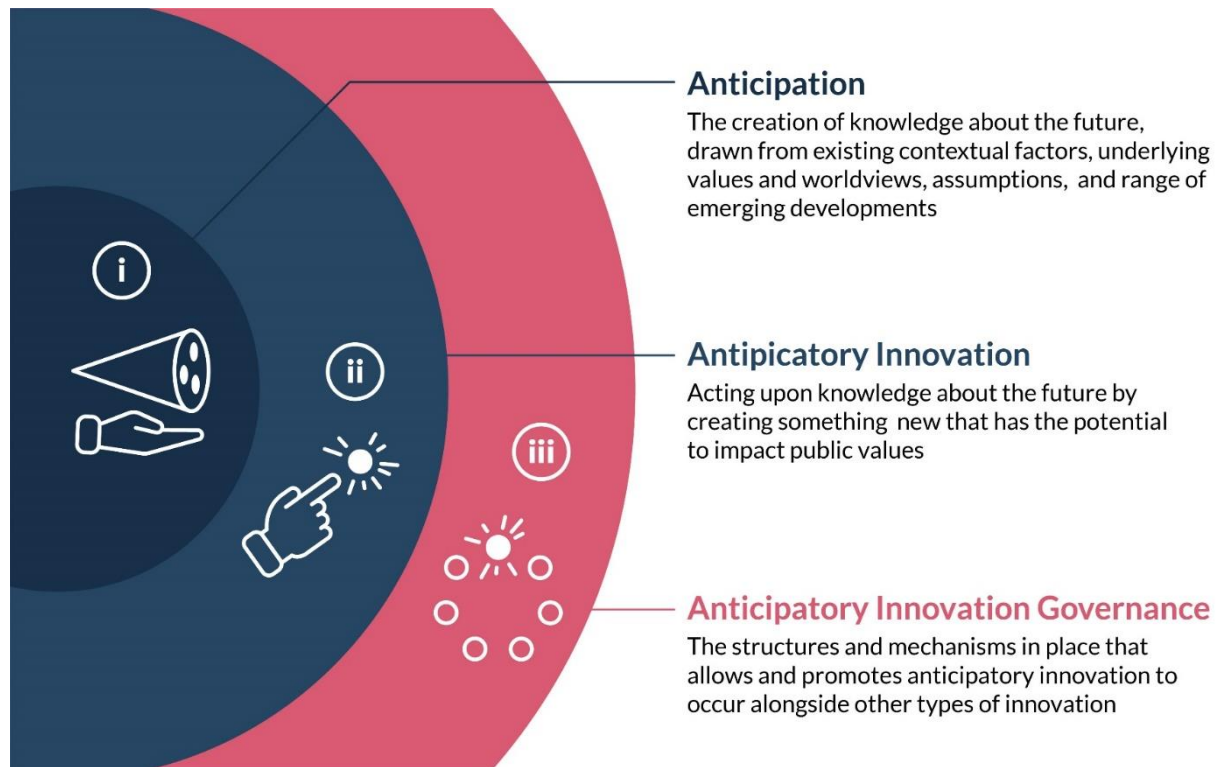 Anticipation
The creation of knowledge about the future,
drawn from existing contextual factors, underlying
values and worldviews, assumptions, and range of
emerging developments
i
ii
Antipicatory Innovation
Acting upon knowledge about the future by
creating something new that has the potential
to impact public values
iii
Anticipatory Innovation Governance
The structures and mechanisms in place that
allows and promotes anticipatory innovation to
occur alongside other types of innovation